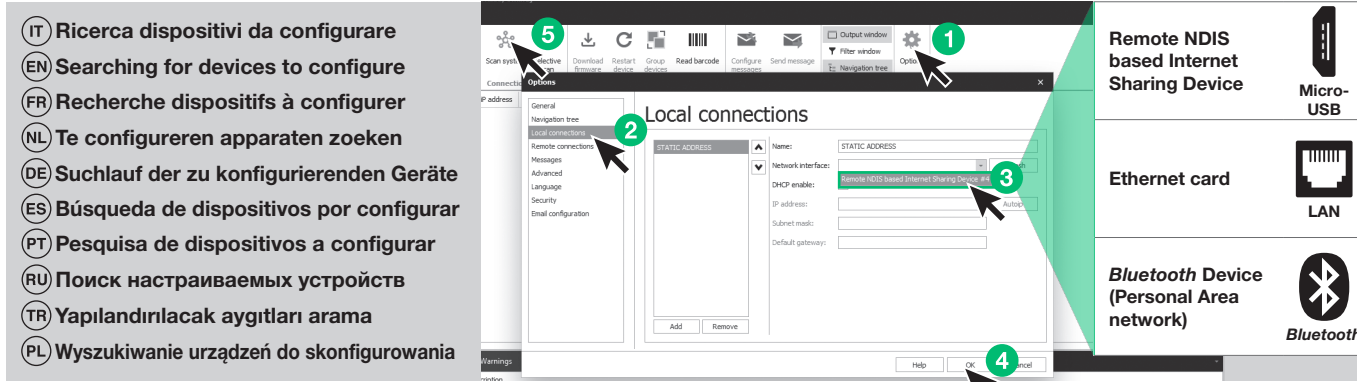 IT Ricerca dispositivi da configurare
EN Searching for devices to configure
FR Recherche dispositifs à configurer
NL Te configureren apparaten zoeken
DE Suchlauf der zu konfigurierenden Geräte
ES Búsqueda de dispositivos por configurar
PT Pesquisa de dispositivos a configurar
RU Поиск настраиваемых устройств
TR Yapılandırılacak aygıtları arama
PL Wyszukiwanie urządzeń do skonfigurowania
5
1
Output window
Filter window
Navigation tree
Download firmware
Restart device
Group devices
Read barcode
Configure messages
Send message
IP address
Options
×
General
Navigation tree
Local connections
Remote connections
Messages
Advanced
Language
Security
Email configuration
2
Local connections
STATIC ADDRESS
Name:
STATIC ADDRESS
Network interface:
Remote NDIS based Internet Sharing Device #4
3
DHCP enable:
IP address:
Autoip
Subnet mask:
Default gateway:
Add
Remove
Help
OK
4
Warnings
Remote NDIS
based Internet
Sharing Device
Micro-
USB
Ethernet card
LAN
Bluetooth Device
(Personal Area
network)
Bluetooth